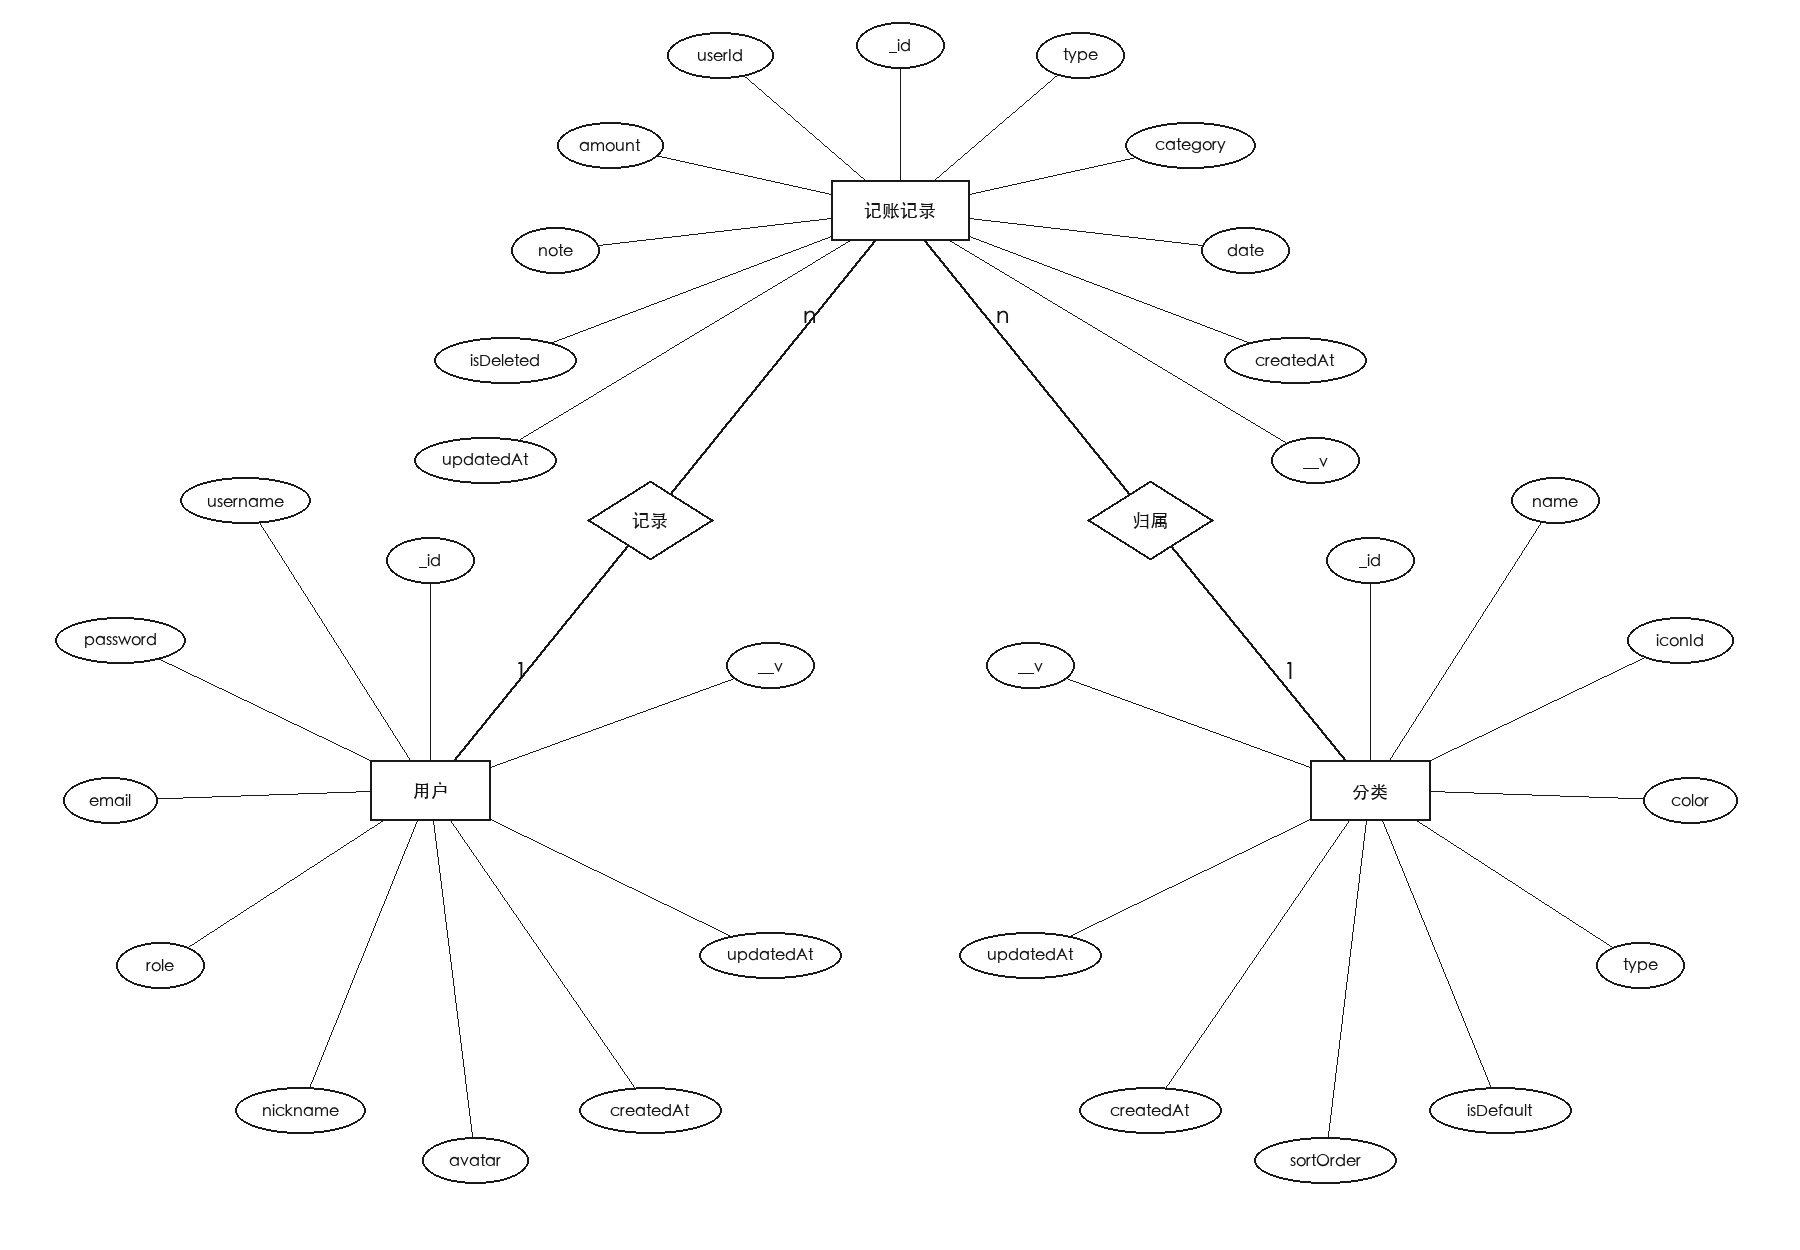 _id
userId
type
amount
category
记账记录
note
date
n
n
isDeleted
createdAt
updatedAt
__v
username
name
记录
归属
_id
_id
password
iconId
__v
__v
1
1
用户
分类
email
color
updatedAt
updatedAt
role
type
nickname
createdAt
createdAt
isDefault
avatar
sortOrder